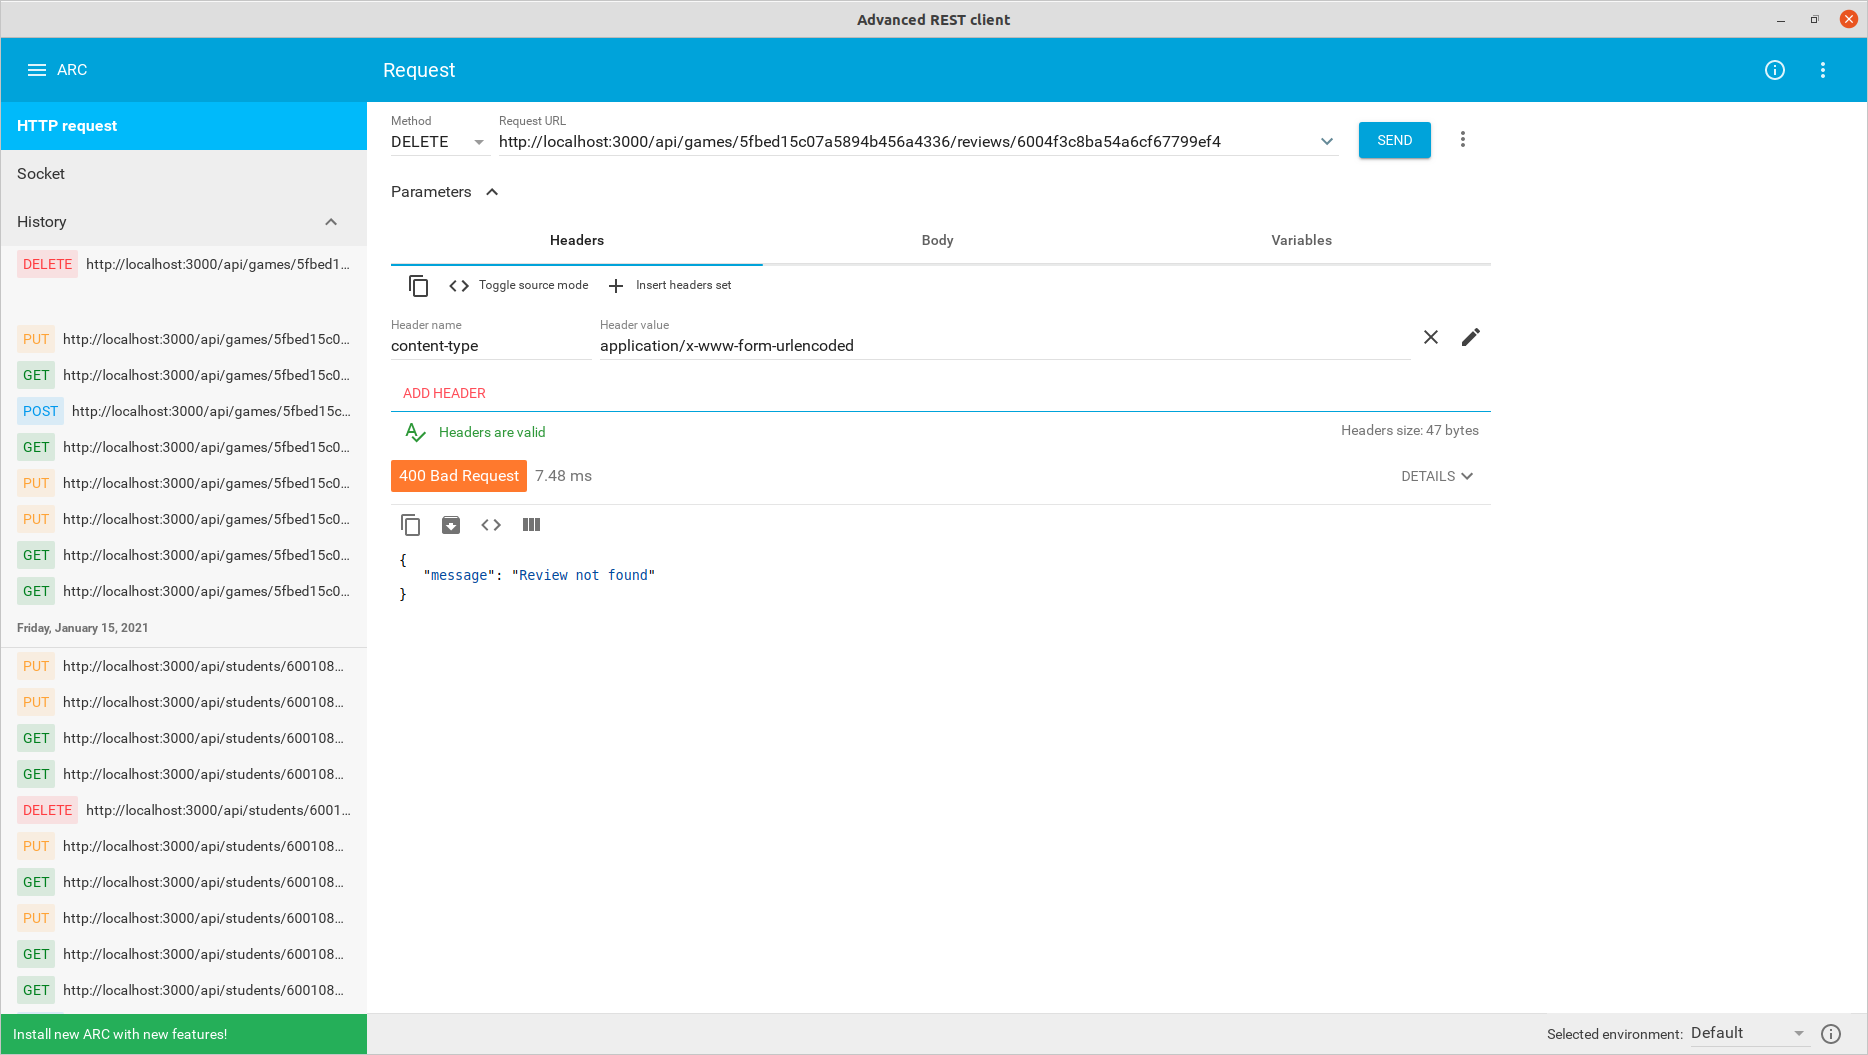 Advanced REST client
ARC
Request
HTTP request
Socket
History
DELETE http://localhost:3000/api/games/5fbed1...
PUT http://localhost:3000/api/games/5fbed15c0...
GET http://localhost:3000/api/games/5fbed15c0...
POST http://localhost:3000/api/games/5fbed15c...
GET http://localhost:3000/api/games/5fbed15c0...
PUT http://localhost:3000/api/games/5fbed15c0...
PUT http://localhost:3000/api/games/5fbed15c0...
GET http://localhost:3000/api/games/5fbed15c0...
GET http://localhost:3000/api/games/5fbed15c0...
Friday, January 15, 2021
PUT http://localhost:3000/api/students/600108...
PUT http://localhost:3000/api/students/600108...
GET http://localhost:3000/api/students/600108...
GET http://localhost:3000/api/students/600108...
DELETE http://localhost:3000/api/students/6001...
PUT http://localhost:3000/api/students/600108...
GET http://localhost:3000/api/students/600108...
PUT http://localhost:3000/api/students/600108...
GET http://localhost:3000/api/students/600108...
GET http://localhost:3000/api/students/600108...
Install new ARC with new features!
Method
DELETE
Request URL
http://localhost:3000/api/games/5fbed15c07a5894b456a4336/reviews/6004f3c8ba54a6cf67799ef4
SEND
Parameters
Headers Body Variables
Toggle source mode Insert headers set
Header name
content-type
Header value
application/x-www-form-urlencoded
ADD HEADER
Headers are valid
Headers size: 47 bytes
400 Bad Request 7.48 ms
DETAILS
{
"message": "Review not found"
}
Selected environment: Default